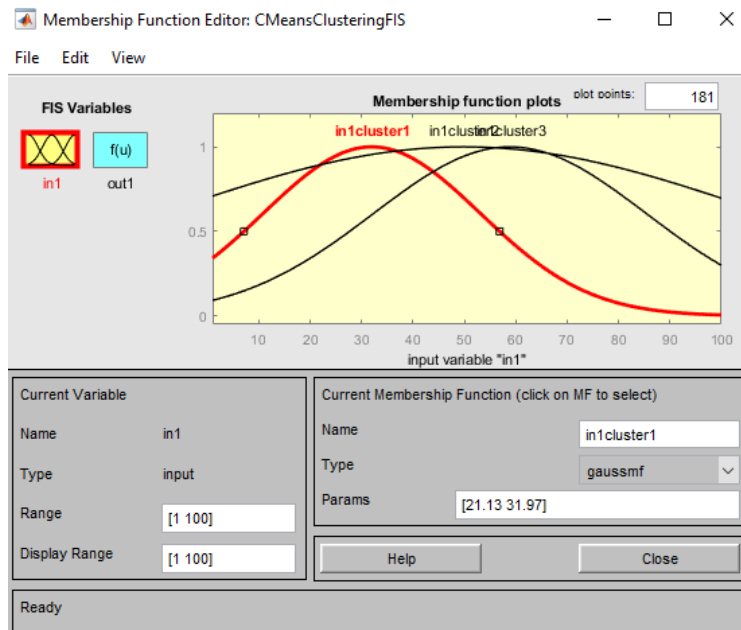 Membership Function Editor: CMeansClusteringFIS
File Edit View
FIS Variables
f(u)
in1 out1
Membership function plots
plot points: 181
in1cluster1 in1cluster2 in1cluster3
1
0.5
0
10 20 30 40 50 60 70 80 90 100
input variable "in1"
Current Variable
Name in1
Type input
Range [1 100]
Display Range [1 100]
Current Membership Function (click on MF to select)
Name in1cluster1
Type gaussmf
Params [21.13 31.97]
Help Close
Ready